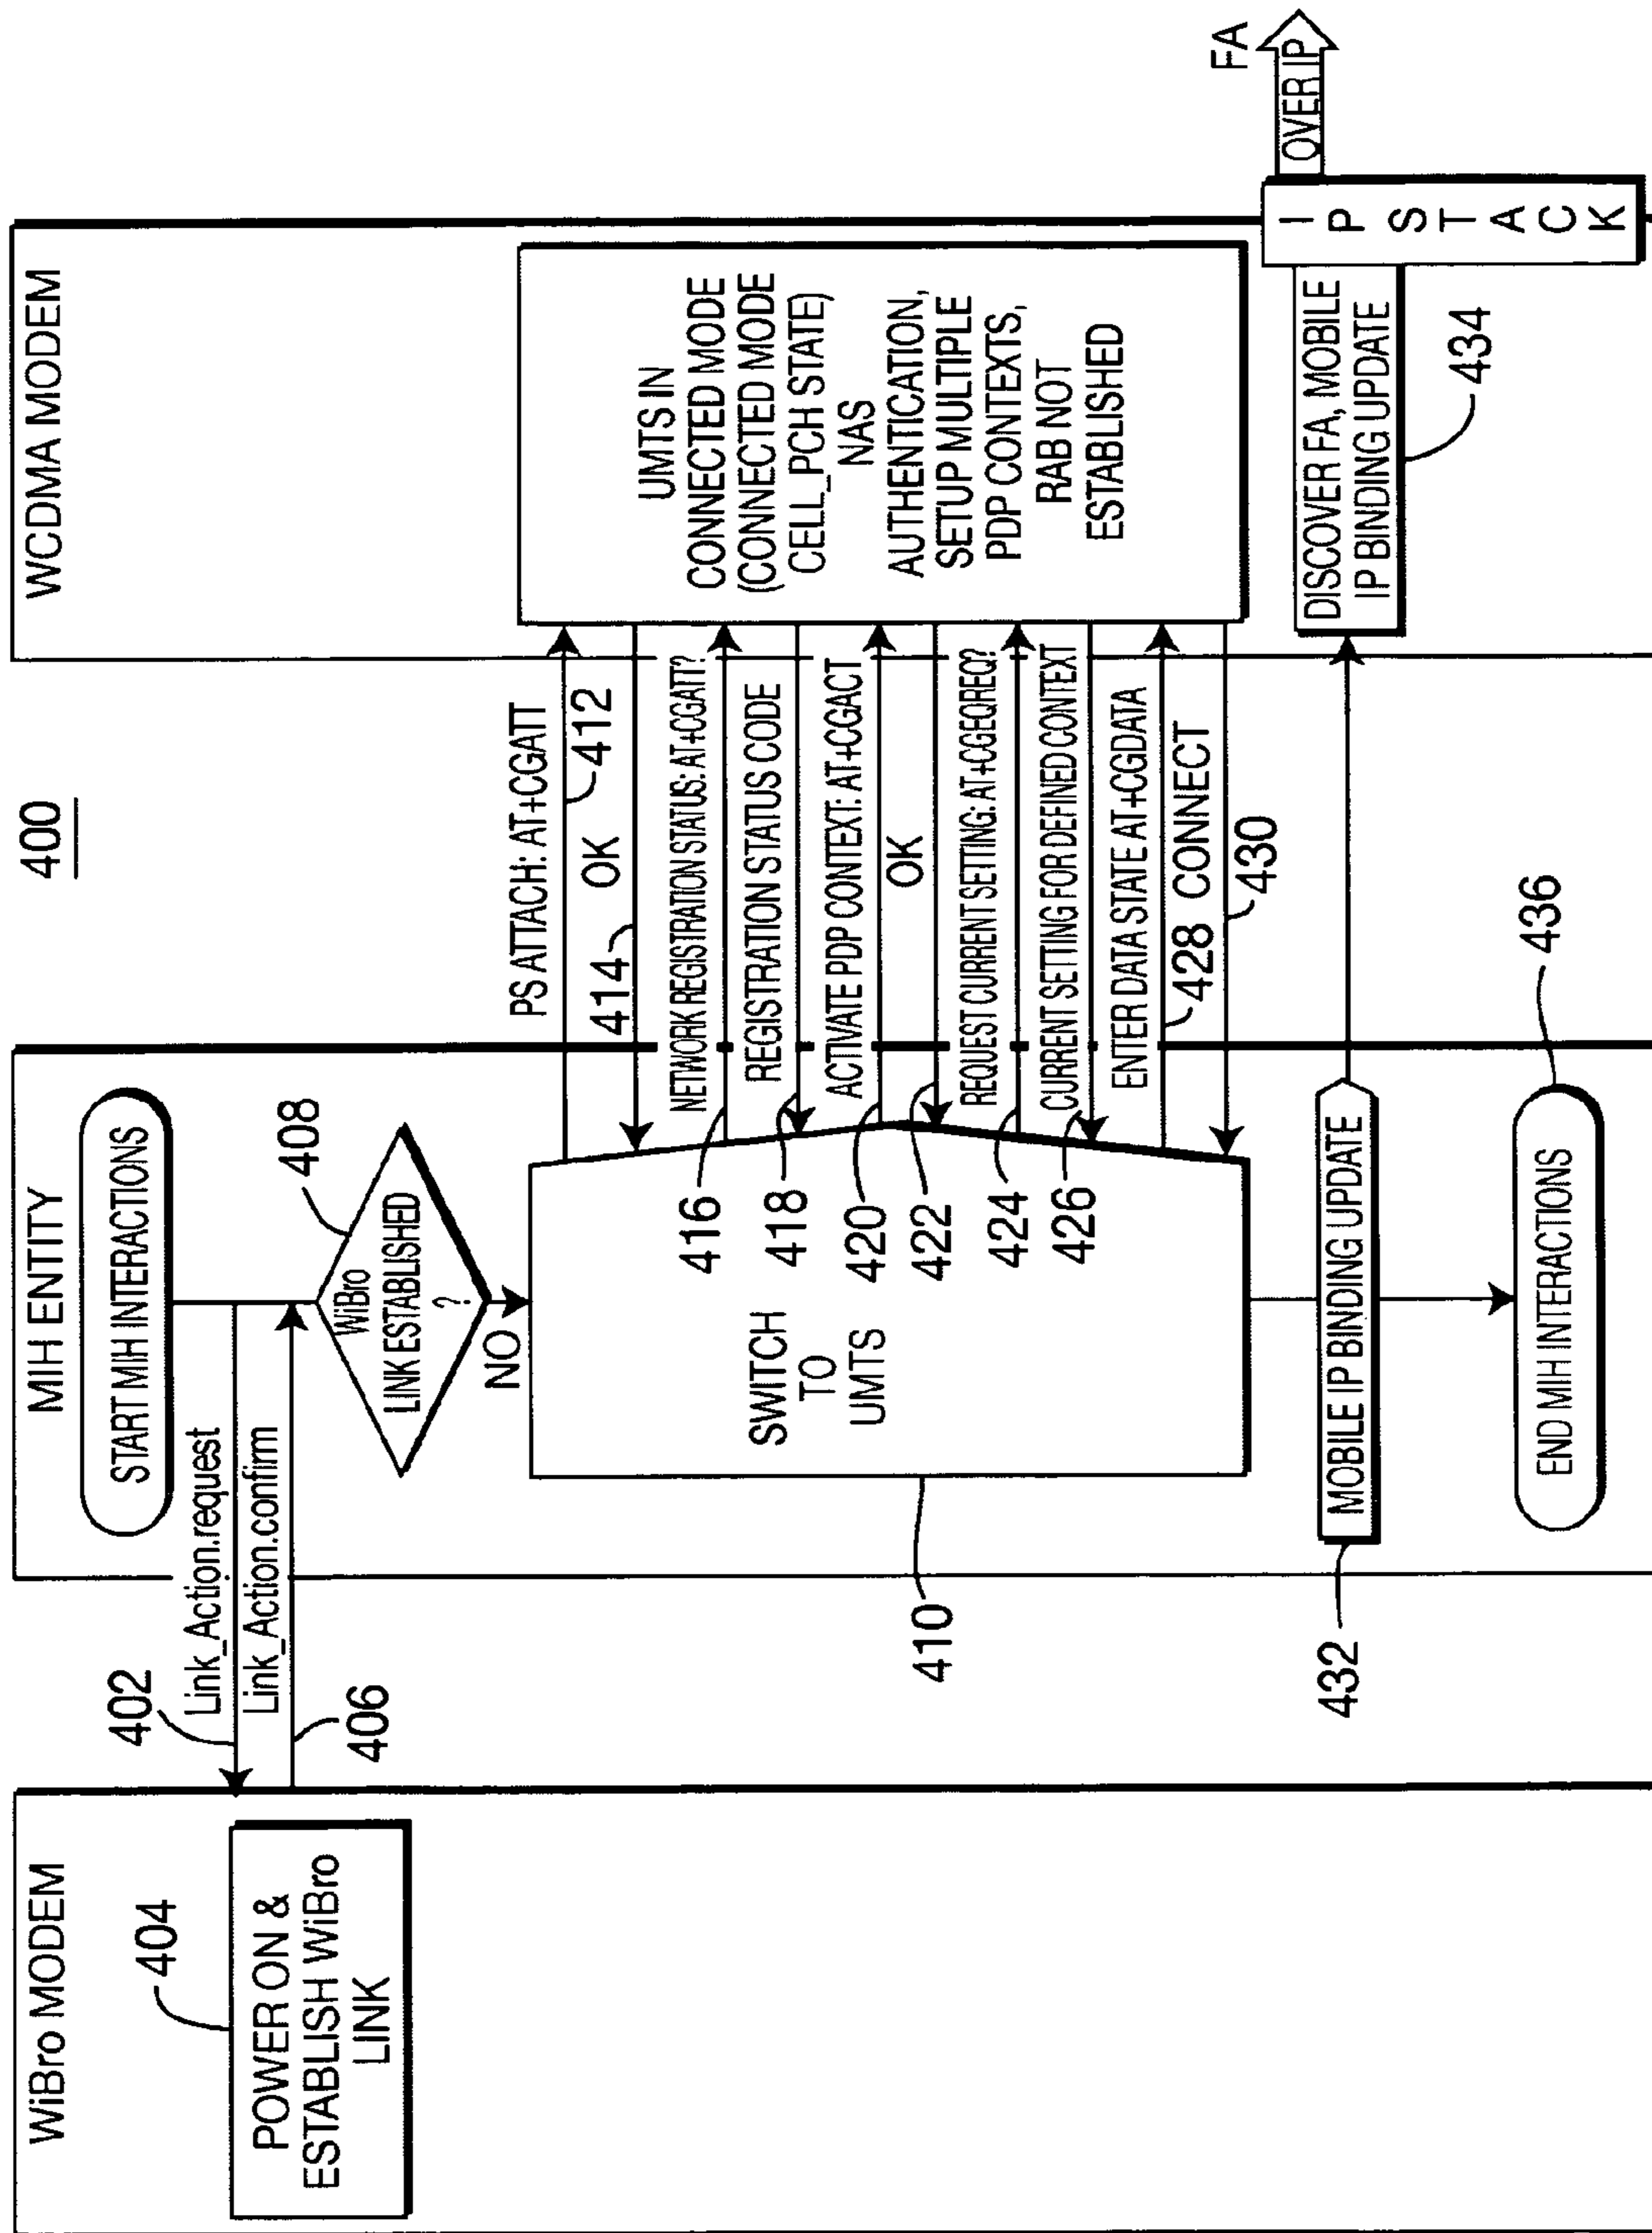 400
WiBro MODEM
404
POWER ON &
ESTABLISH WiBro
LINK
402
Link_Action.request
Link_Action.confirm
406
MIH ENTITY
START MIH INTERACTIONS
408
WiBro
LINK ESTABLISHED
?
NO
SWITCH
TO
UMTS
410
416
418
420
422
424
426
432
MOBILE IP BINDING UPDATE
END MIH INTERACTIONS
436
PS ATTACH: AT+CGATT
412
414
OK
NETWORK REGISTRATION STATUS: AT+CGATT?
REGISTRATION STATUS CODE
ACTIVATE PDP CONTEXT: AT+CGACT
OK
REQUEST CURRENT SETTING: AT+CGEQREQ?
CURRENT SETTING FOR DEFINED CONTEXT
ENTER DATA STATE AT+CGDATA
428
CONNECT
430
WCDMA MODEM
UMTS IN
CONNECTED MODE
(CONNECTED MODE
CELL_PCH STATE)
NAS
AUTHENTICATION,
SETUP MULTIPLE
PDP CONTEXTS,
RAB NOT
ESTABLISHED
DISCOVER FA, MOBILE
IP BINDING UPDATE
434
IP STACK
OVER IP
FA